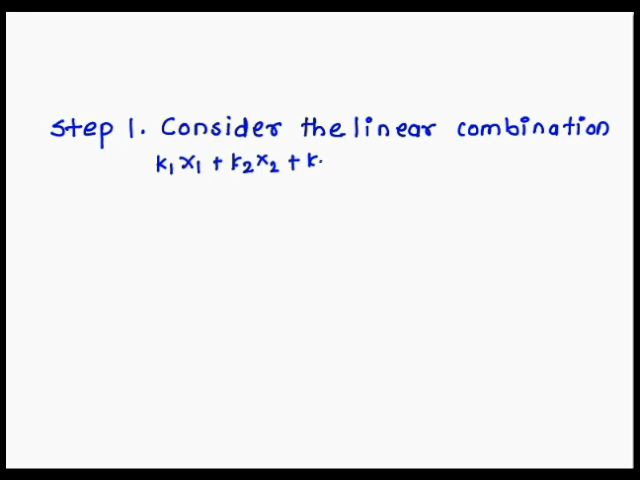 Step 1. Consider the linear combination
k₁x₁ + k₂x₂ + k